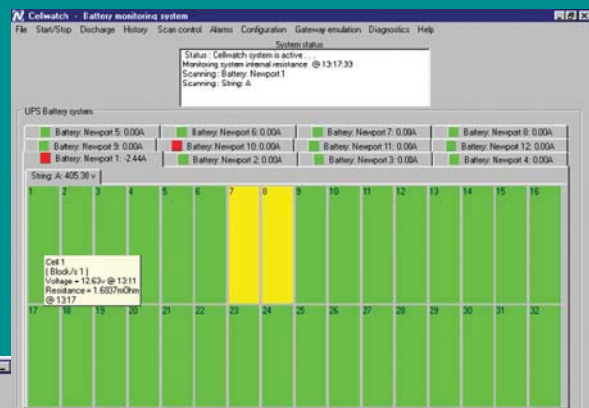 Cellwatch - Battery monitoring system
File Start/Stop Discharge History Scan control Alarms Configuration Gateway emulation Diagnostics Help
System status
Status : Cellwatch system is active . . .
Monitoring system internal resistance @ 13:17:33
Scanning : Battery: Newport 1
Scanning : String: A
UPS Battery system
Battery: Newport 5: 0.00A Battery: Newport 6: 0.00A Battery: Newport 7: 0.00A Battery: Newport 8: 0.00A
Battery: Newport 9: 0.00A Battery: Newport 10: 0.00A Battery: Newport 11: 0.00A Battery: Newport 12: 0.00A
Battery: Newport 1: -2.44A Battery: Newport 2: 0.00A Battery: Newport 3: 0.00A Battery: Newport 4: 0.00A
String: A: 405.38 v
1 2 3 4 5 6 7 8 9 10 11 12 13 14 15 16
Cell 1
( Block/s 1 )
Voltage = 12.63v @ 13:11
Resistance = 1.6837mOhm
@ 13:17
17 18 19 20 21 22 23 24 25 26 27 28 29 30 31 32